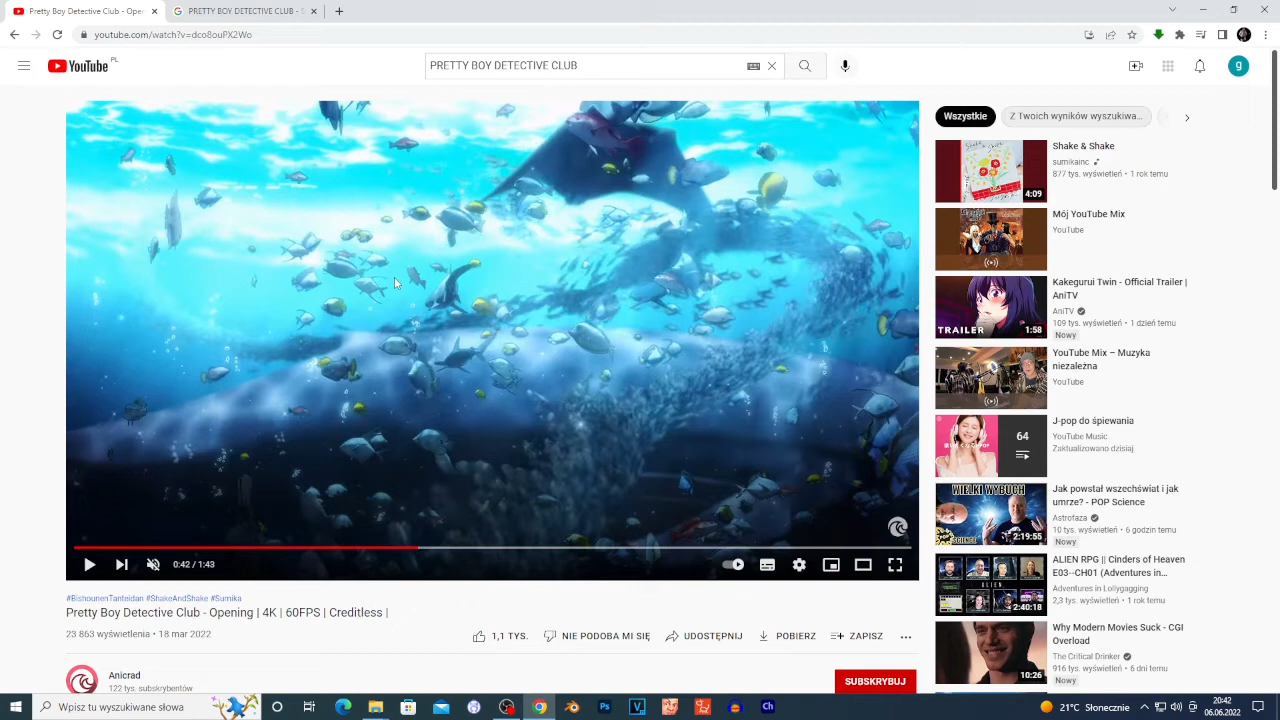 Pretty Boy Detective Club - Oper
PRETTY BOY DETECTIVE CLUB - S
youtube.com/watch?v=dco8ouPX2Wo
YouTube PL
PRETTY BOY DETECTIVE CLUB
g
Wszystkie
Z Twoich wyników wyszukiwa...
Shake & Shake
sumikainc
877 tys. wyświetleń • 1 rok temu
4:09
Mój YouTube Mix
YouTube
Kakegurui Twin - Official Trailer |
AniTV
AniTV
109 tys. wyświetleń • 1 dzień temu
Nowy
TRAILER
1:58
YouTube Mix – Muzyka
niezależna
YouTube
J-pop do śpiewania
YouTube Music
Zaktualizowano dzisiaj
64
Jak powstał wszechświat i jak
umrze? - POP Science
Astrofaza
10 tys. wyświetleń • 6 godzin temu
Nowy
WIELKI WYBUCH
SCIENCE
2:19:55
ALIEN RPG || Cinders of Heaven
E03--CH01 (Adventures in...
Adventures in Lollygagging
2,3 tys. wyświetleń • 1 rok temu
ALIEN
2:40:18
Why Modern Movies Suck - CGI
Overload
The Critical Drinker
916 tys. wyświetleń • 6 dni temu
Nowy
10:26
0:42 / 1:43
#BishounenTanteidan #ShakeAndShake #Sumika
Pretty Boy Detective Club - Opening | 4K | 60FPS | Creditless |
23 863 wyświetlenia • 18 mar 2022
1,1 TYS.
NIE PODOBA MI SIĘ
UDOSTĘPNIJ
POBIERZ
ZAPISZ
Anicrad
122 tys. subskrybentów
SUBSKRYBUJ
Wpisz tu wyszukiwane słowa
Ps
V
Ch
21°C Słonecznie
20:42
06.06.2022